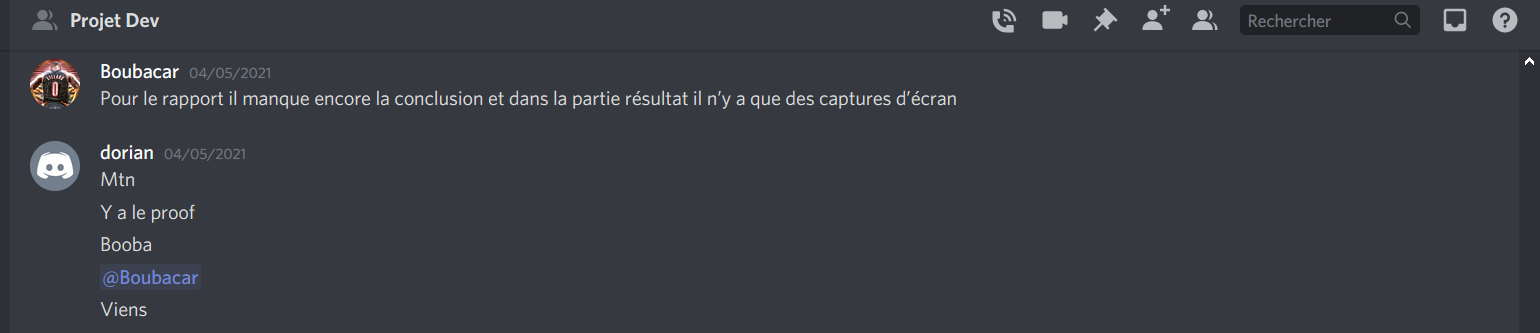 Projet Dev
Rechercher
Boubacar 04/05/2021
Pour le rapport il manque encore la conclusion et dans la partie résultat il n’y a que des captures d’écran
dorian 04/05/2021
Mtn
Y a le proof
Booba
@Boubacar
Viens